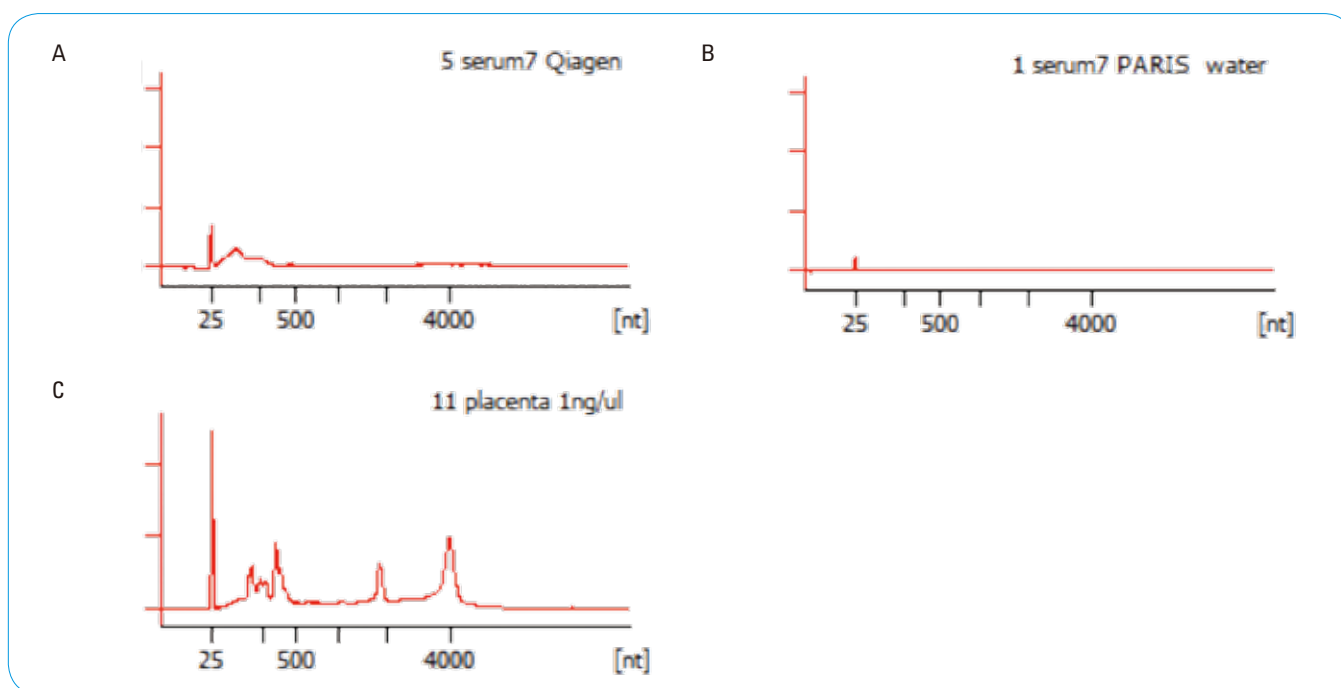 A
5 serum7 Qiagen
25 500 4000 [nt]
B
1 serum7 PARIS water
25 500 4000 [nt]
C
11 placenta 1ng/ul
25 500 4000 [nt]